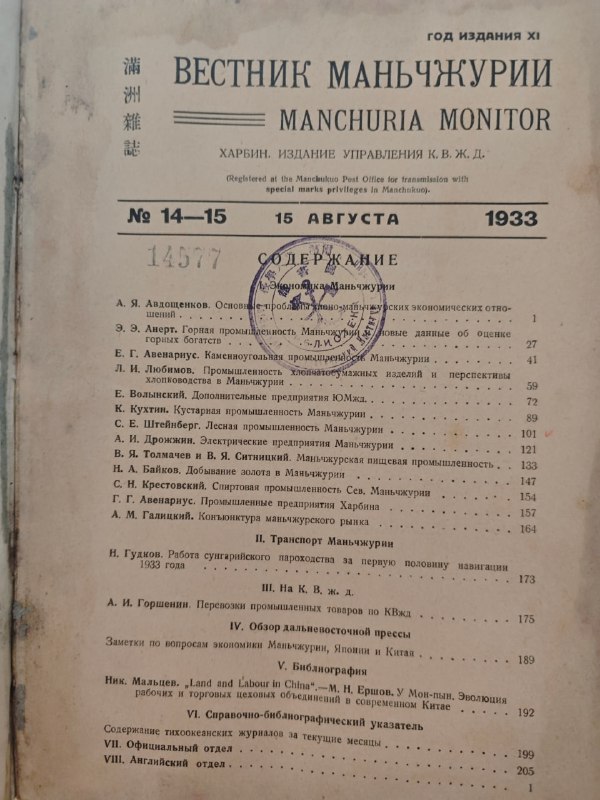 ГОД ИЗДАНИЯ XI
滿洲雜誌
ВЕСТНИК МАНЬЧЖУРИИ
MANCHURIA MONITOR
ХАРБИН. ИЗДАНИЕ УПРАВЛЕНИЯ К. В. Ж. Д.
(Registered at the Manchukuo Post Office for transmission with
special marks privileges in Manchukuo).
№ 14—15 15 АВГУСТА 1933
14577
СОДЕРЖАНИЕ
I. Экономика Маньчжурии
А. Я. Авдощенков. Основные проблемы японо-маньчжурских экономических отно-
шений 1
Э. Э. Анерт. Горная промышленность Маньчжурии новые данные об оценке
горных богатств 27
Е. Г. Авенариус. Каменноугольная промышленность Маньчжурии 41
Л. И. Любимов. Промышленность хлопчатобумажных изделий и перспективы
хлопководства в Маньчжурии 59
Е. Волынский. Дополнительные предприятия ЮМжд. 72
К. Кухтин. Кустарная промышленность Маньчжурии 89
С. Е. Штейнберг. Лесная промышленность Маньчжурии 101
А. И. Дрожжин. Электрические предприятия Маньчжурии 121
В. Я. Толмачев и В. Я. Ситницкий. Маньчжурская пищевая промышленность 133
Н. А. Байков. Добывание золота в Маньчжурии 147
С. Н. Крестовский. Спиртовая промышленность Сев. Маньчжурии 154
Г. Г. Авенариус. Промышленные предприятия Харбина 157
А. М. Галицкий. Конъюнктура маньчжурского рынка 164
II. Транспорт Маньчжурии
Н. Гудков. Работа сунгарийского пароходства за первую половину навигации
1933 года 173
III. На К. В. ж. д.
А. И. Горшенин. Перевозки промышленных товаров по КВжд 175
IV. Обзор дальневосточной прессы
Заметки по вопросам экономики Маньчжурии, Японии и Китая 189
V. Библиография
Ник. Мальцев. „Land and Labour in China“.—М. Н. Ершов. У Мон-пын. Эволюция
рабочих и торговых цеховых объединений в современном Китае 192
VI. Справочно-библиографический указатель
Содержание тихоокеанских журналов за текущие месяцы 199
VII. Официальный отдел 205
VIII. Английский отдел 1